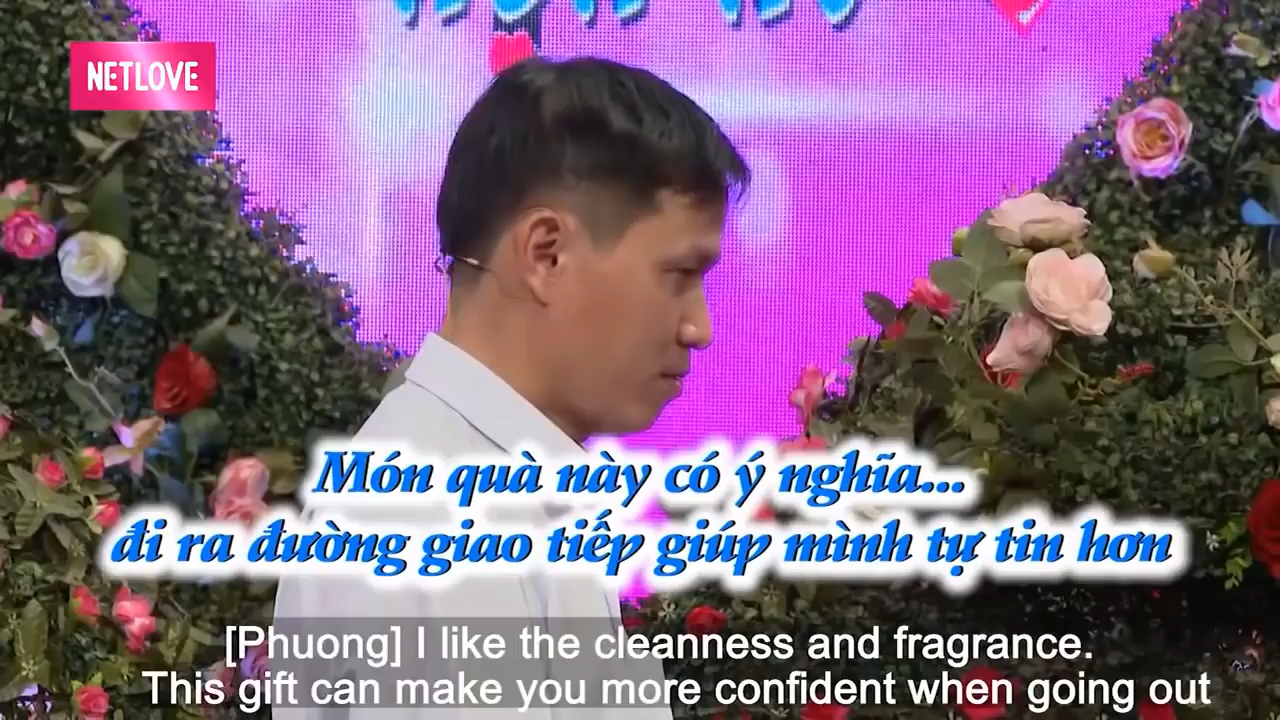 NETLOVE
Món quà này có ý nghĩa...
đi ra đường giao tiếp giúp mình tự tin hơn
[Phuong] I like the cleanness and fragrance.
This gift can make you more confident when going out